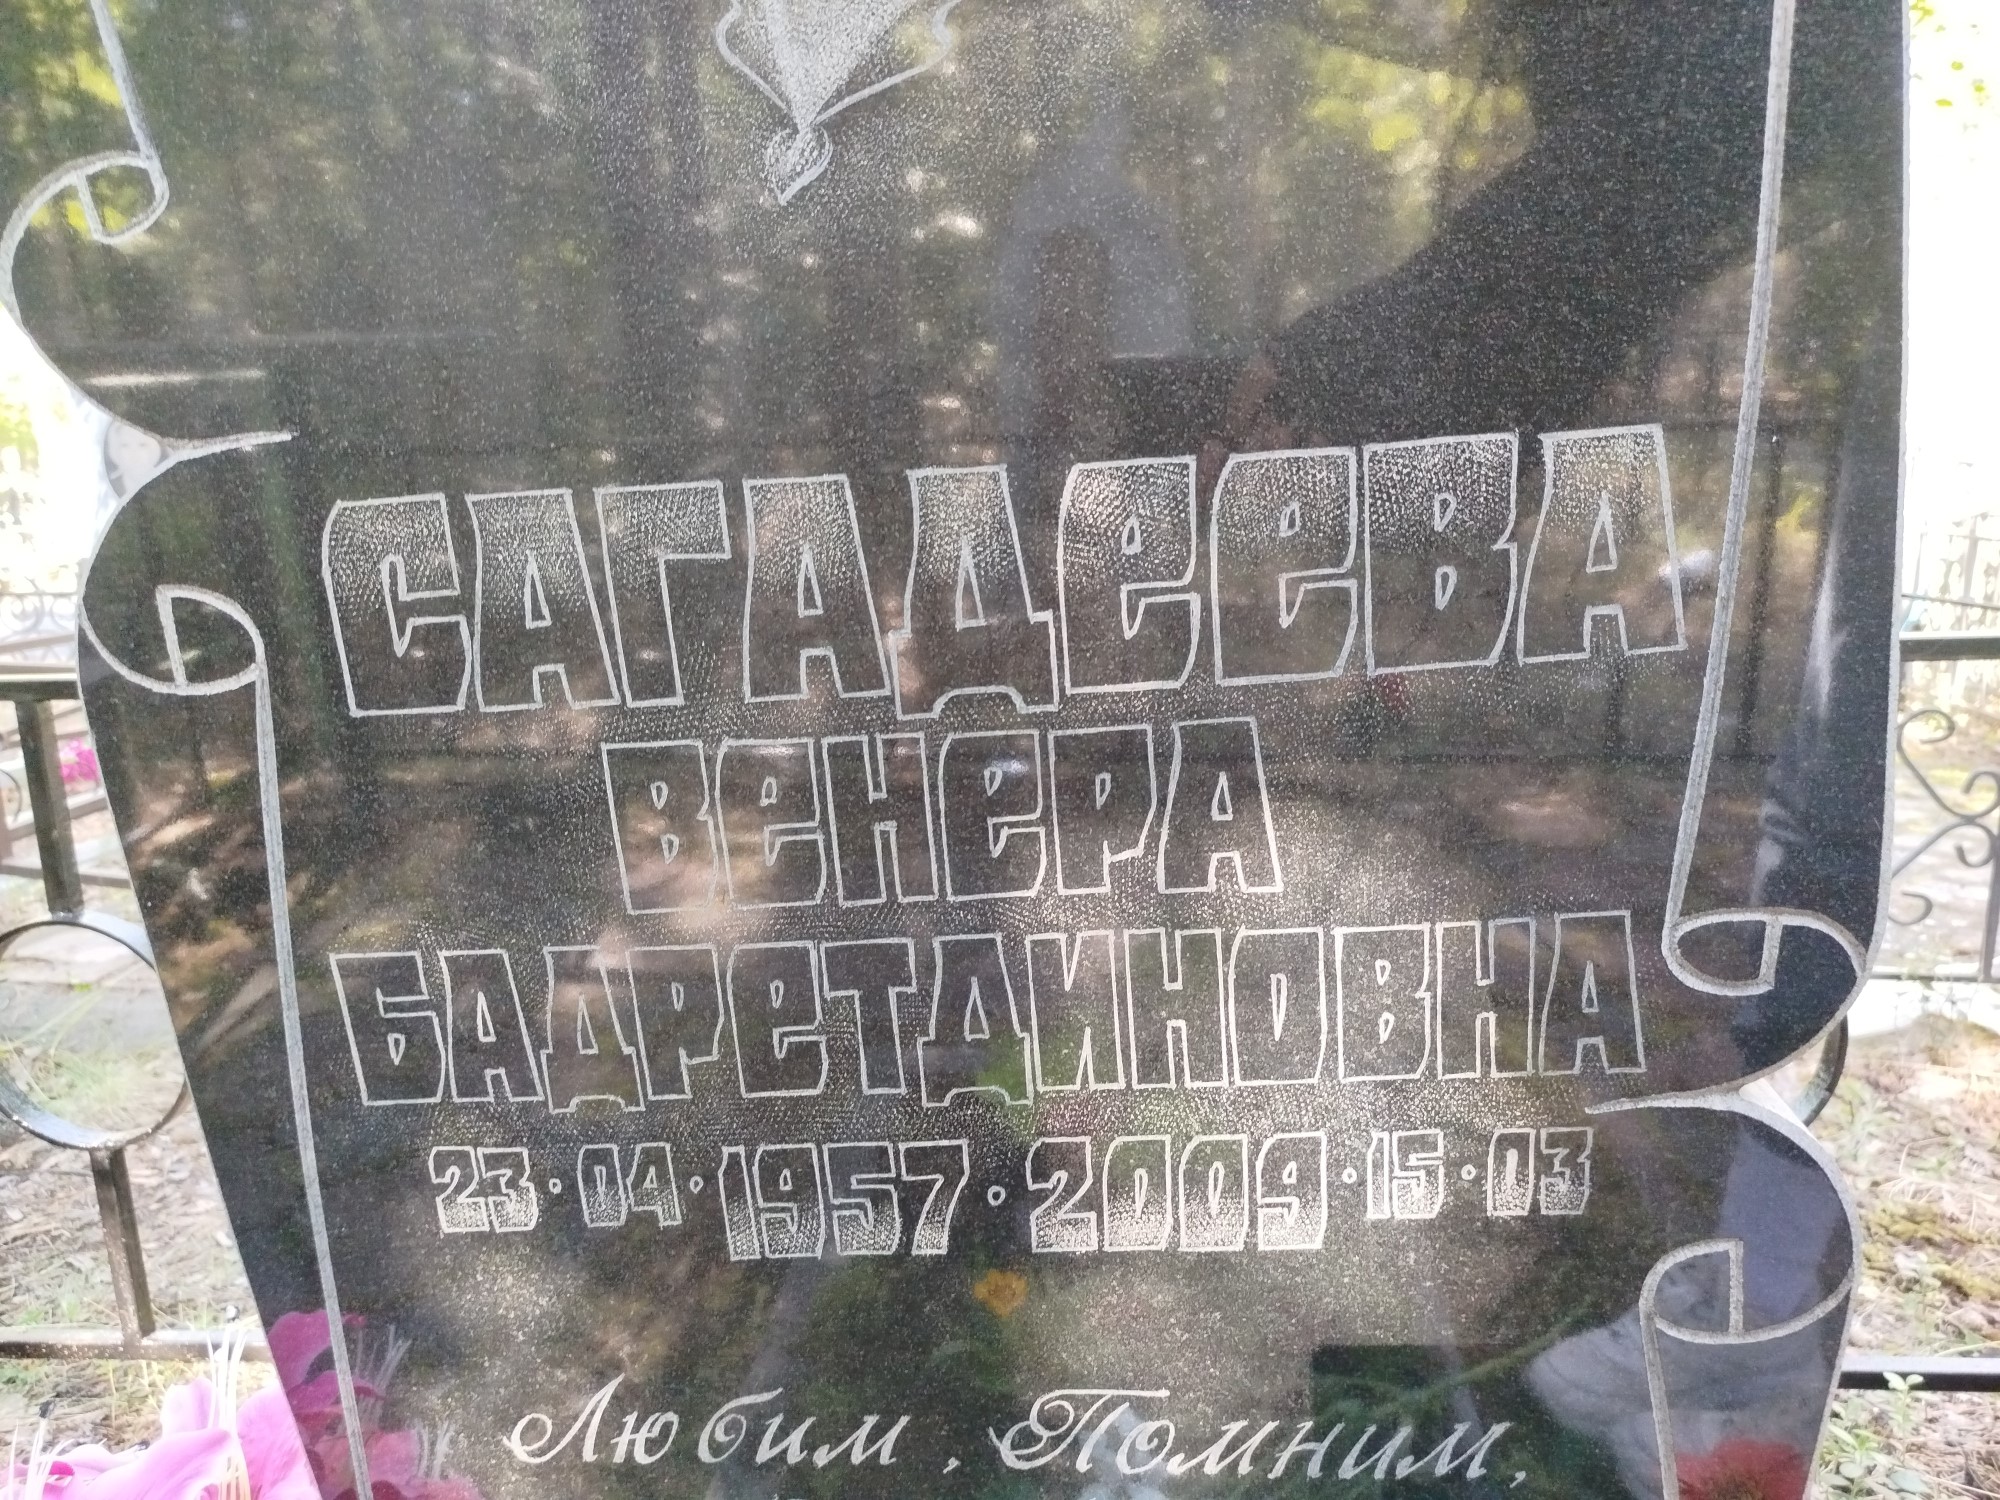 САГАДЕЕВА
ВЕНЕРА
БАДРЕТДИНОВНА
23·04·1957·2009·15·03
Любим, Помним,